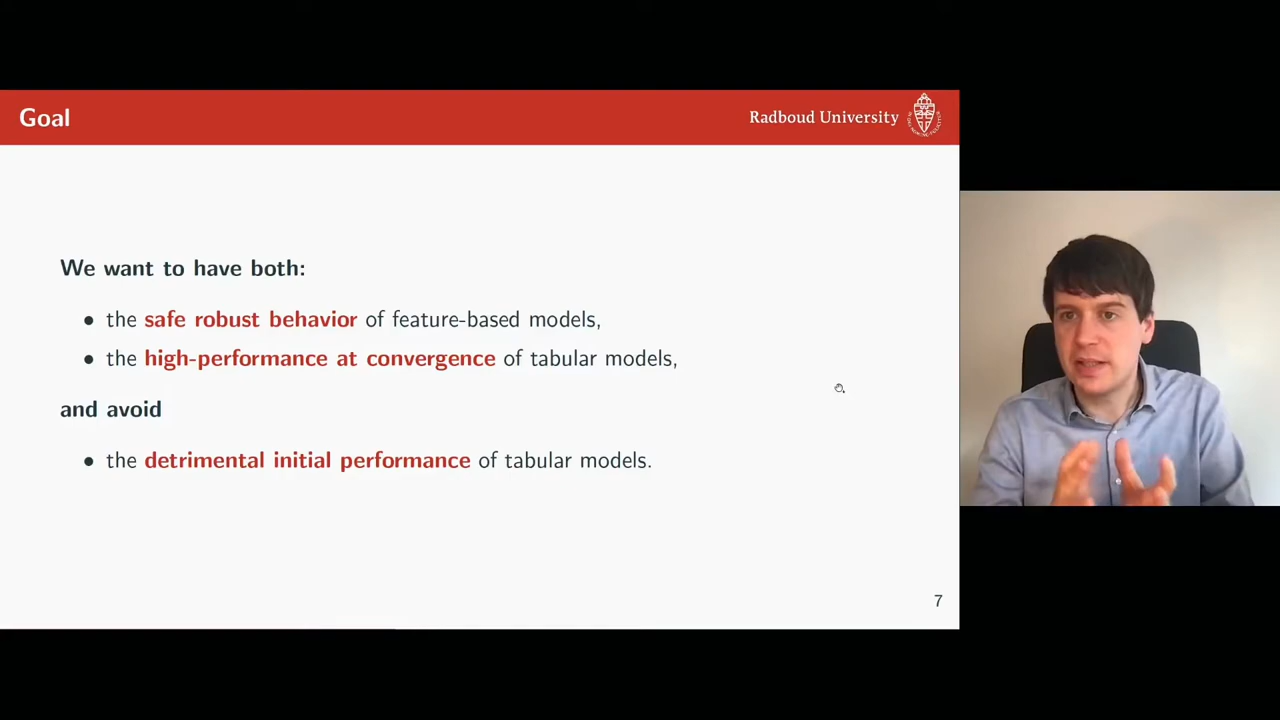 Goal
Radboud University
We want to have both:
• the safe robust behavior of feature-based models,
• the high-performance at convergence of tabular models,
and avoid
• the detrimental initial performance of tabular models.
7